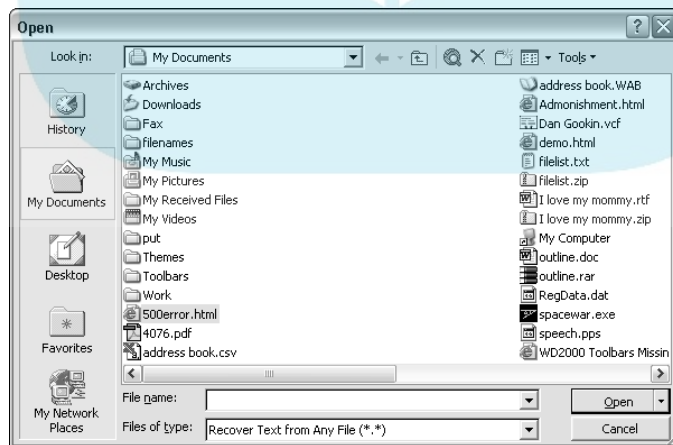 Open
Look in:
My Documents
Tools
History
My Documents
Desktop
Favorites
My Network
Places
Archives
Downloads
Fax
filenames
My Music
My Pictures
My Received Files
My Videos
put
Themes
Toolbars
Work
500error.html
4076.pdf
address book.csv
address book.WAB
Admonishment.html
Dan Gookin.vcf
demo.html
filelist.txt
filelist.zip
I love my mommy.rtf
I love my mommy.zip
My Computer
outline.doc
outline.rar
RegData.dat
spacewar.exe
speech.pps
WD2000 Toolbars Missin
File name:
Open
Files of type:
Recover Text from Any File (*.*)
Cancel